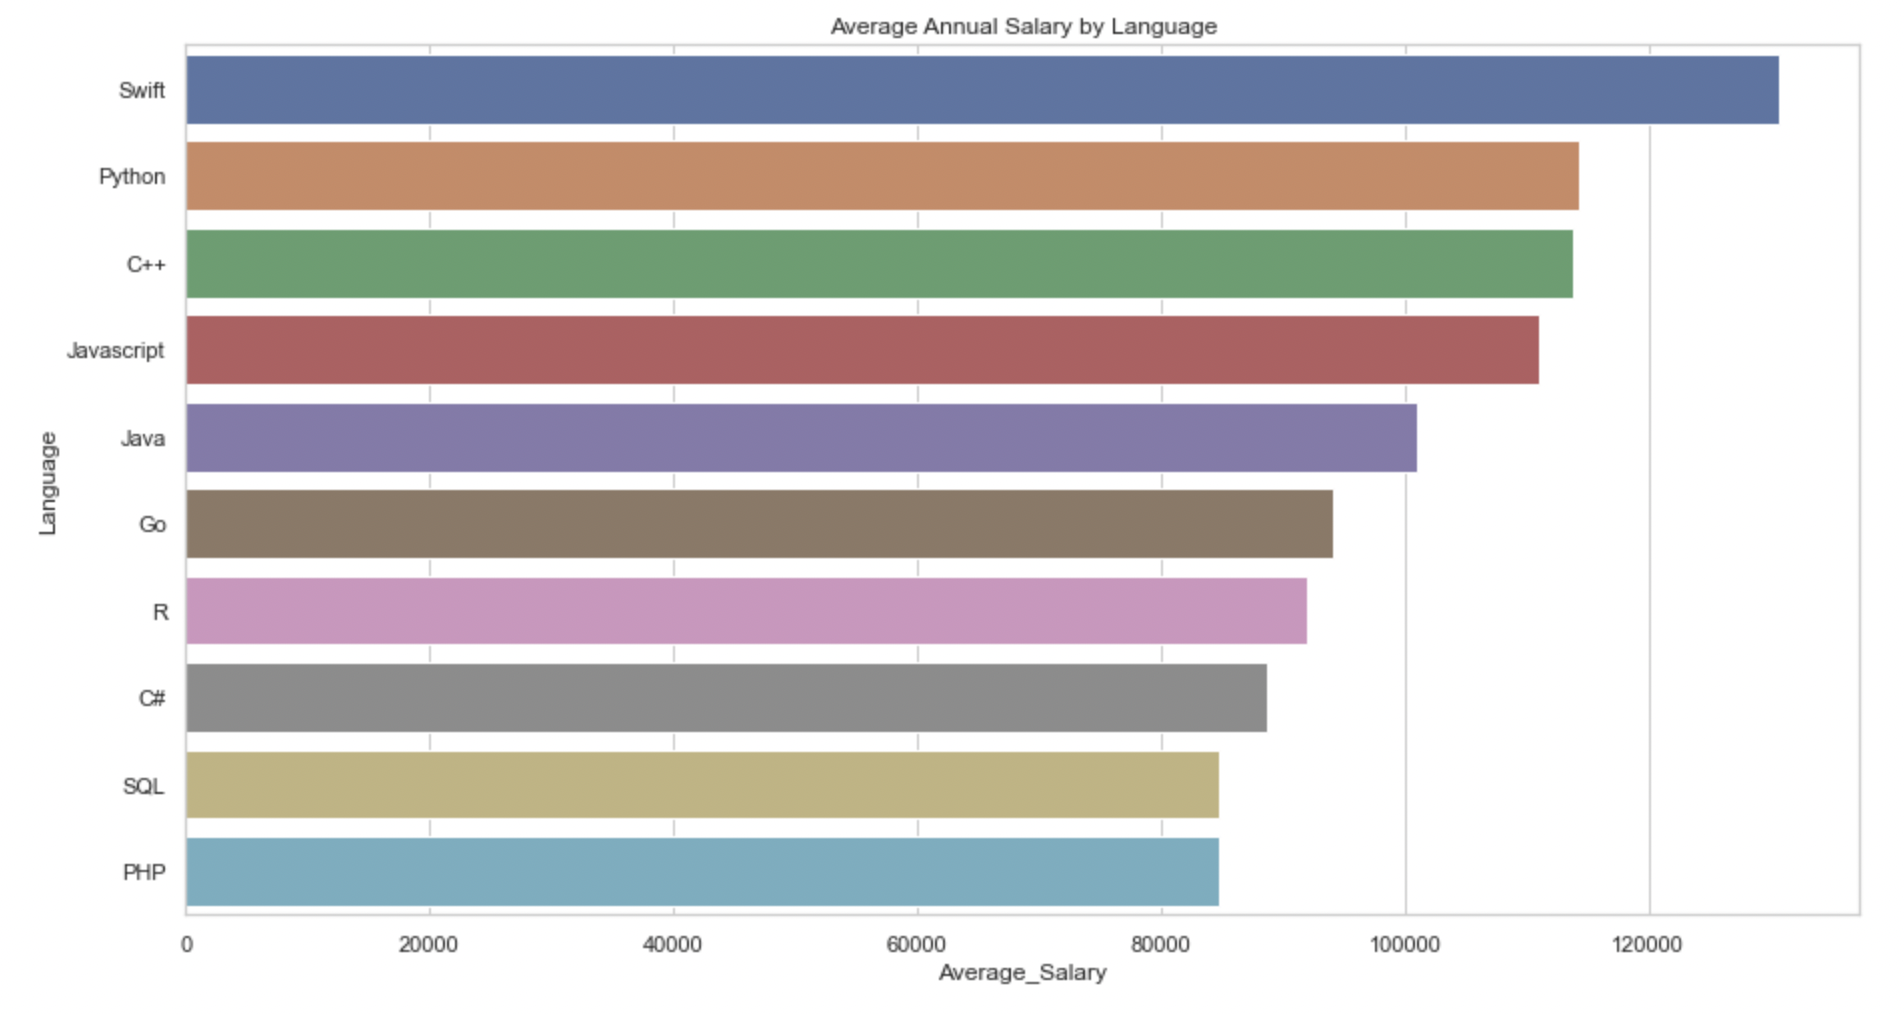 Average Annual Salary by Language
Swift
Python
C++
Javascript
Java
Go
R
C#
SQL
PHP
Language
0 20000 40000 60000 80000 100000 120000
Average_Salary